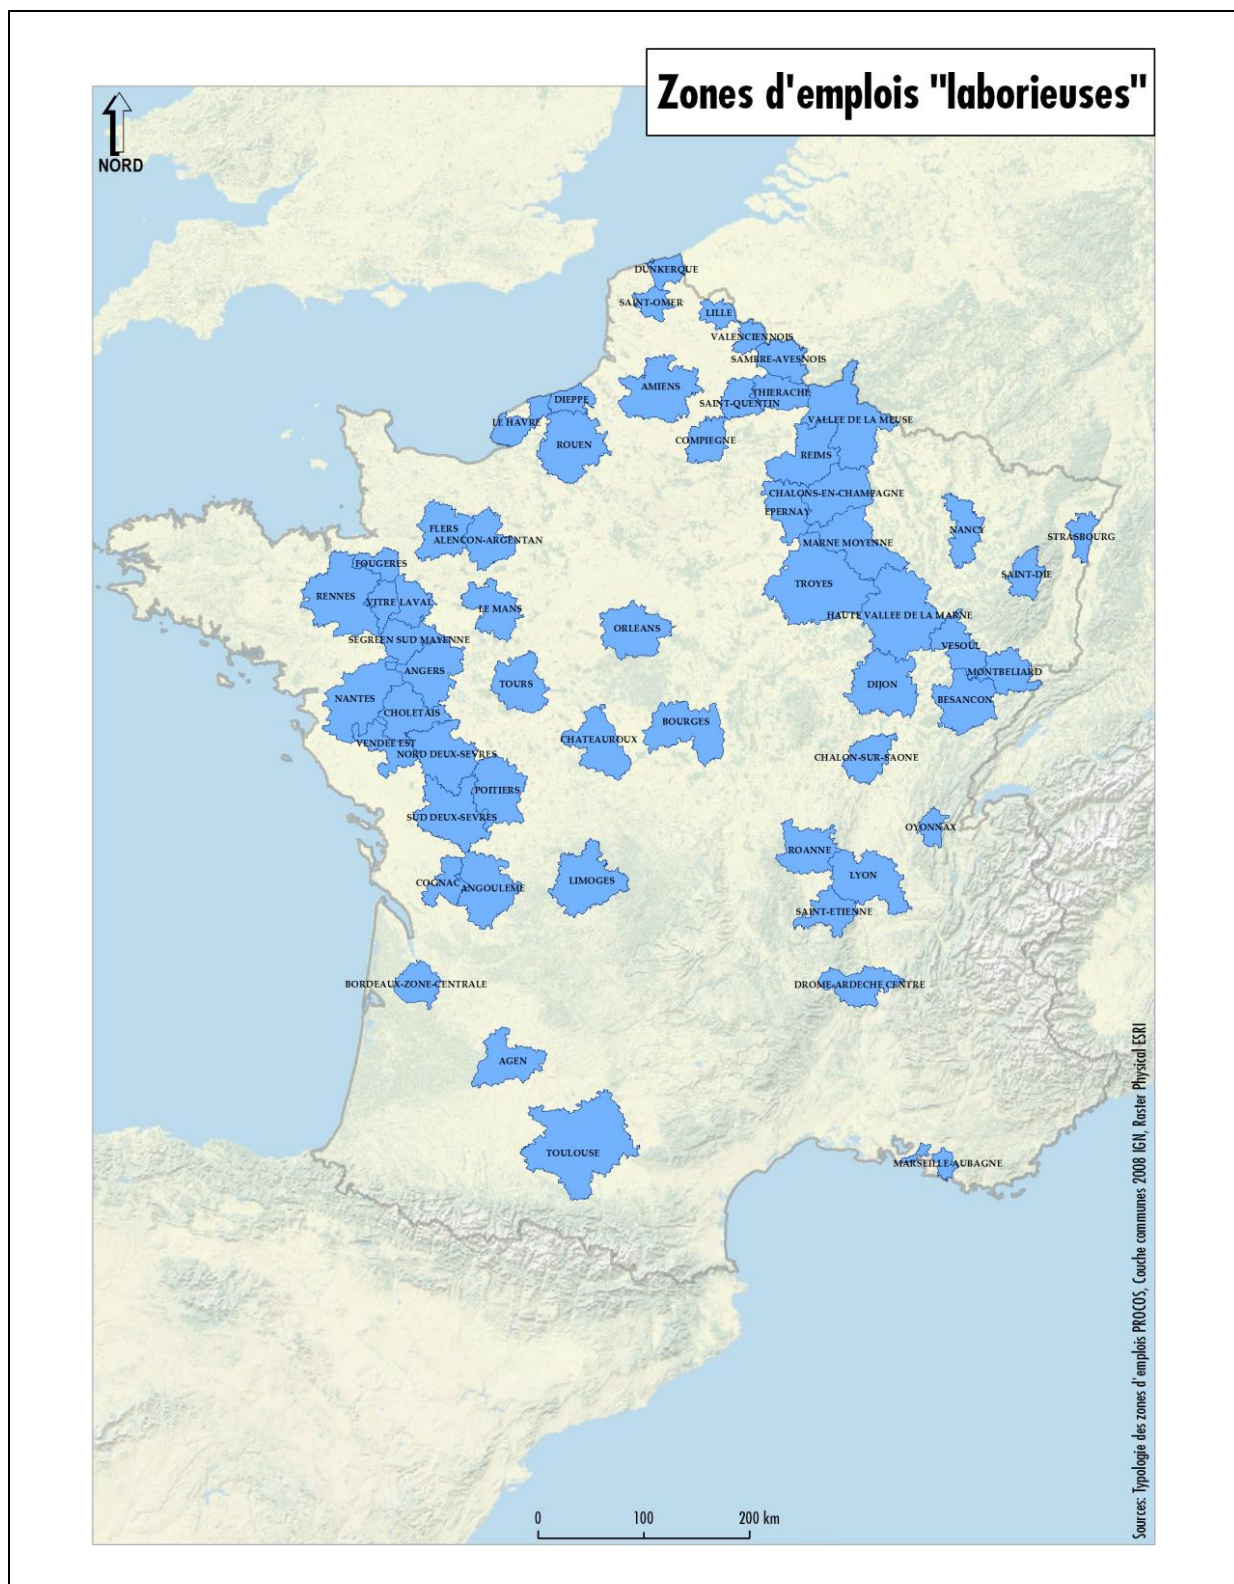 Zones d'emplois "laborieuses"
NORD
DUNKERQUE
SAINT-OMER
LILLE
VALENCIENNOIS
SAMBRE-AVESNOIS
AMIENS
THIERACHE
DIEPPE
SAINT-QUENTIN
LE HAVRE
VALLEE DE LA MEUSE
ROUEN
COMPIEGNE
REIMS
CHALONS-EN-CHAMPAGNE
EPERNAY
FLERS
NANCY
STRASBOURG
ALENCON-ARGENTAN
MARNE MOYENNE
FOUGERES
SAINT-DIE
TROYES
RENNES
VITRE LAVAL
LE MANS
HAUTE VALLEE DE LA MARNE
ORLEANS
SEGREEN SUD MAYENNE
VESOUL
ANGERS
MONTBELIARD
TOURS
DIJON
NANTES
BESANCON
CHOLETAIS
BOURGES
CHATEAUROUX
VENDEE EST
NORD DEUX-SEVRES
CHALON-SUR-SAONE
POITIERS
SUD DEUX-SEVRES
OYONNAX
ROANNE
LYON
LIMOGES
COGNAC
ANGOULEME
SAINT-ETIENNE
BORDEAUX-ZONE-CENTRALE
DROME-ARDECHE CENTRE
AGEN
TOULOUSE
MARSEILLE-AUBAGNE
Sources: Typologie des zones d'emplois PROCOS, Couche communes 2008 IGN, Raster Physical ESRI
0 100 200 km